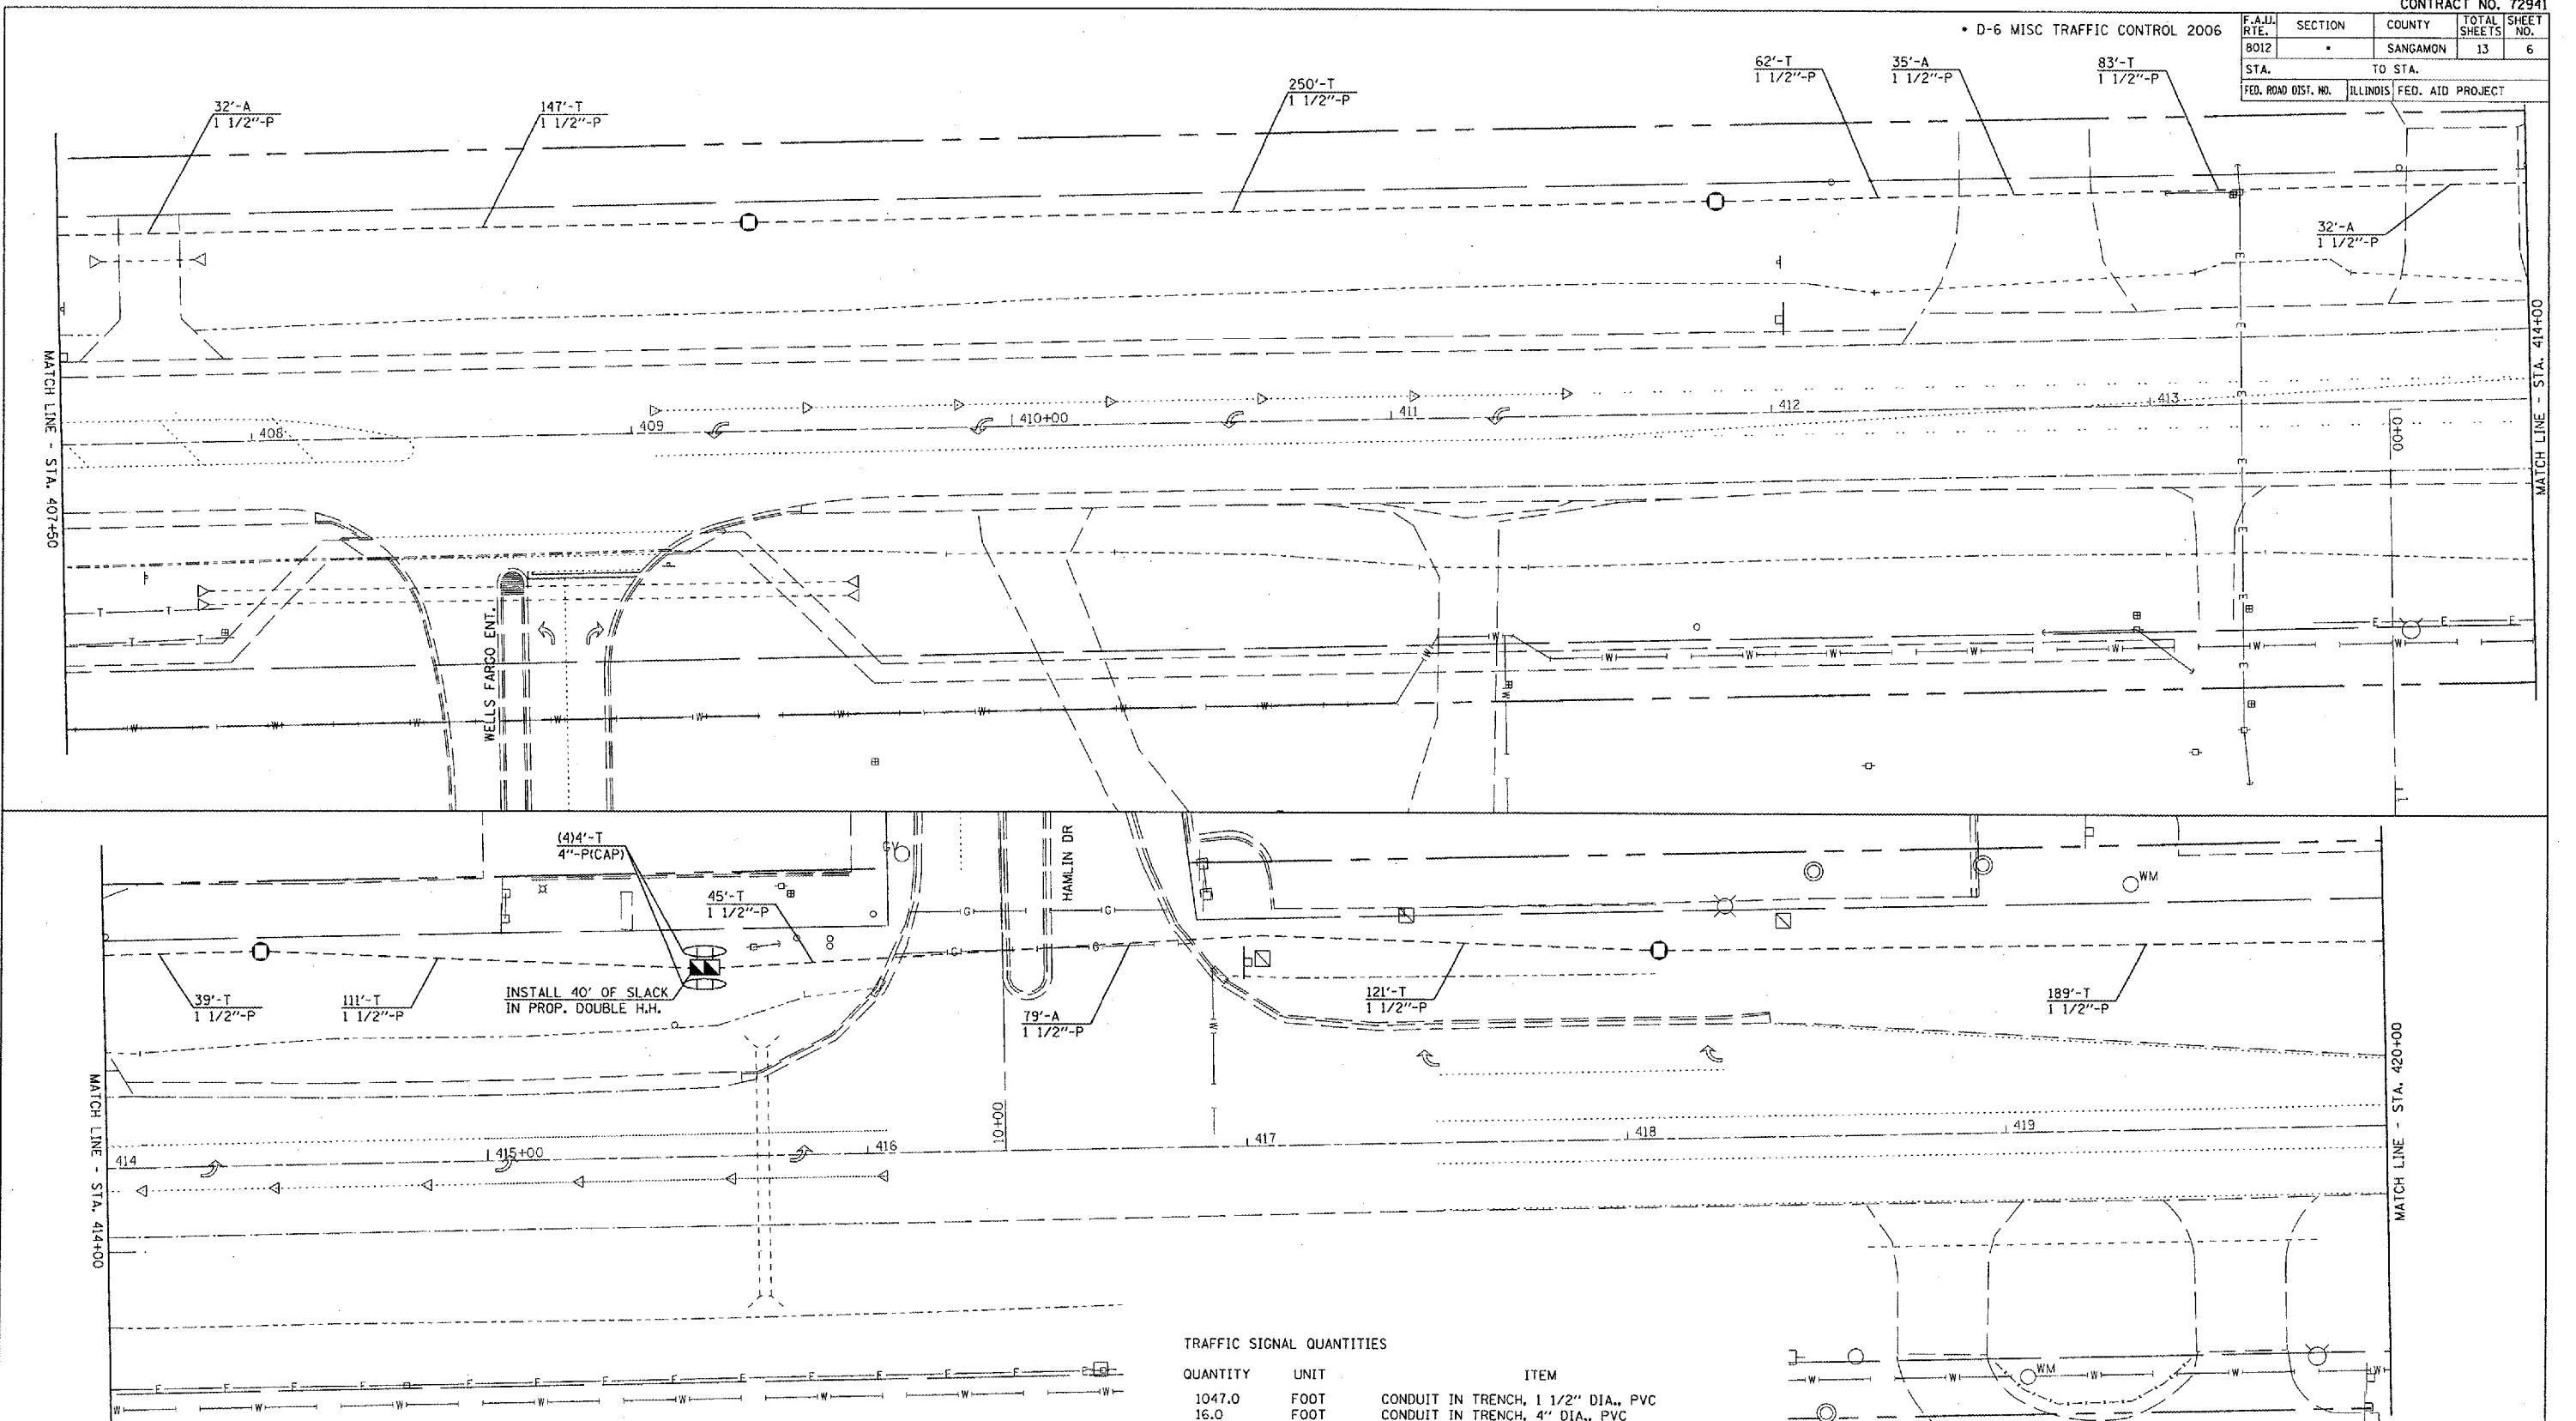 CONTRACT NO. 72941
• D-6 MISC TRAFFIC CONTROL 2006
F.A.U. RTE. SECTION COUNTY TOTAL SHEETS SHEET NO.
8012 • SANGAMON 13 6
STA. TO STA.
FED. ROAD DIST. NO. ILLINOIS FED. AID PROJECT
32'-A
1 1/2"-P
147'-T
1 1/2"-P
250'-T
1 1/2"-P
62'-T
1 1/2"-P
35'-A
1 1/2"-P
83'-T
1 1/2"-P
32'-A
1 1/2"-P
MATCH LINE - STA. 407+50
MATCH LINE - STA. 414+00
408
409
410+00
411
412
413
0+00
WELLS FARGO ENT.
(4)4'-T
4"-P(CAP)
45'-T
1 1/2"-P
GV
HAMLIN DR
WM
39'-T
1 1/2"-P
111'-T
1 1/2"-P
INSTALL 40' OF SLACK
IN PROP. DOUBLE H.H.
79'-A
1 1/2"-P
121'-T
1 1/2"-P
189'-T
1 1/2"-P
MATCH LINE - STA. 414+00
MATCH LINE - STA. 420+00
414
415+00
416
10+00
417
418
419
WM
TRAFFIC SIGNAL QUANTITIES
QUANTITY UNIT ITEM
1047.0 FOOT CONDUIT IN TRENCH, 1 1/2" DIA., PVC
16.0 FOOT CONDUIT IN TRENCH, 4" DIA., PVC